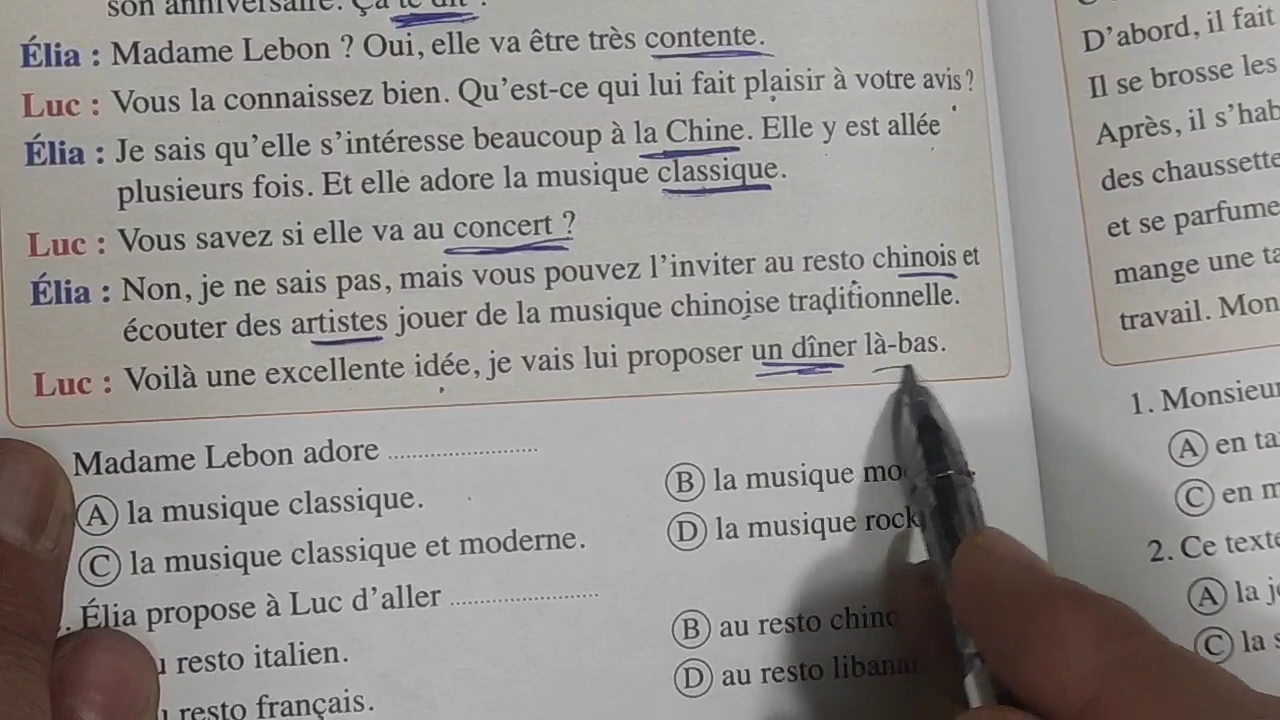 son anniversaire. Ça te dit ?
Élia : Madame Lebon ? Oui, elle va être très contente.
Luc : Vous la connaissez bien. Qu'est-ce qui lui fait plaisir à votre avis ?
Élia : Je sais qu'elle s'intéresse beaucoup à la Chine. Elle y est allée
plusieurs fois. Et elle adore la musique classique.
Luc : Vous savez si elle va au concert ?
Élia : Non, je ne sais pas, mais vous pouvez l'inviter au resto chinois et
écouter des artistes jouer de la musique chinoise traditionnelle.
Luc : Voilà une excellente idée, je vais lui proposer un dîner là-bas.
Madame Lebon adore ........................
A la musique classique.
B la musique mo
C la musique classique et moderne.
D la musique rock
. Élia propose à Luc d'aller ........................
resto italien.
B au resto chino
resto français.
D au resto libanai
D'abord, il fait
Il se brosse les
Après, il s'hab
des chaussette
et se parfume
mange une ta
travail. Mon
1. Monsieur
A en ta
C en m
2. Ce texte
A la j
C la s